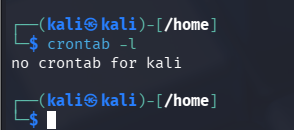 ┌──(kali㉿kali)-[/home]
└─$ crontab -l
no crontab for kali
┌──(kali㉿kali)-[/home]
└─$